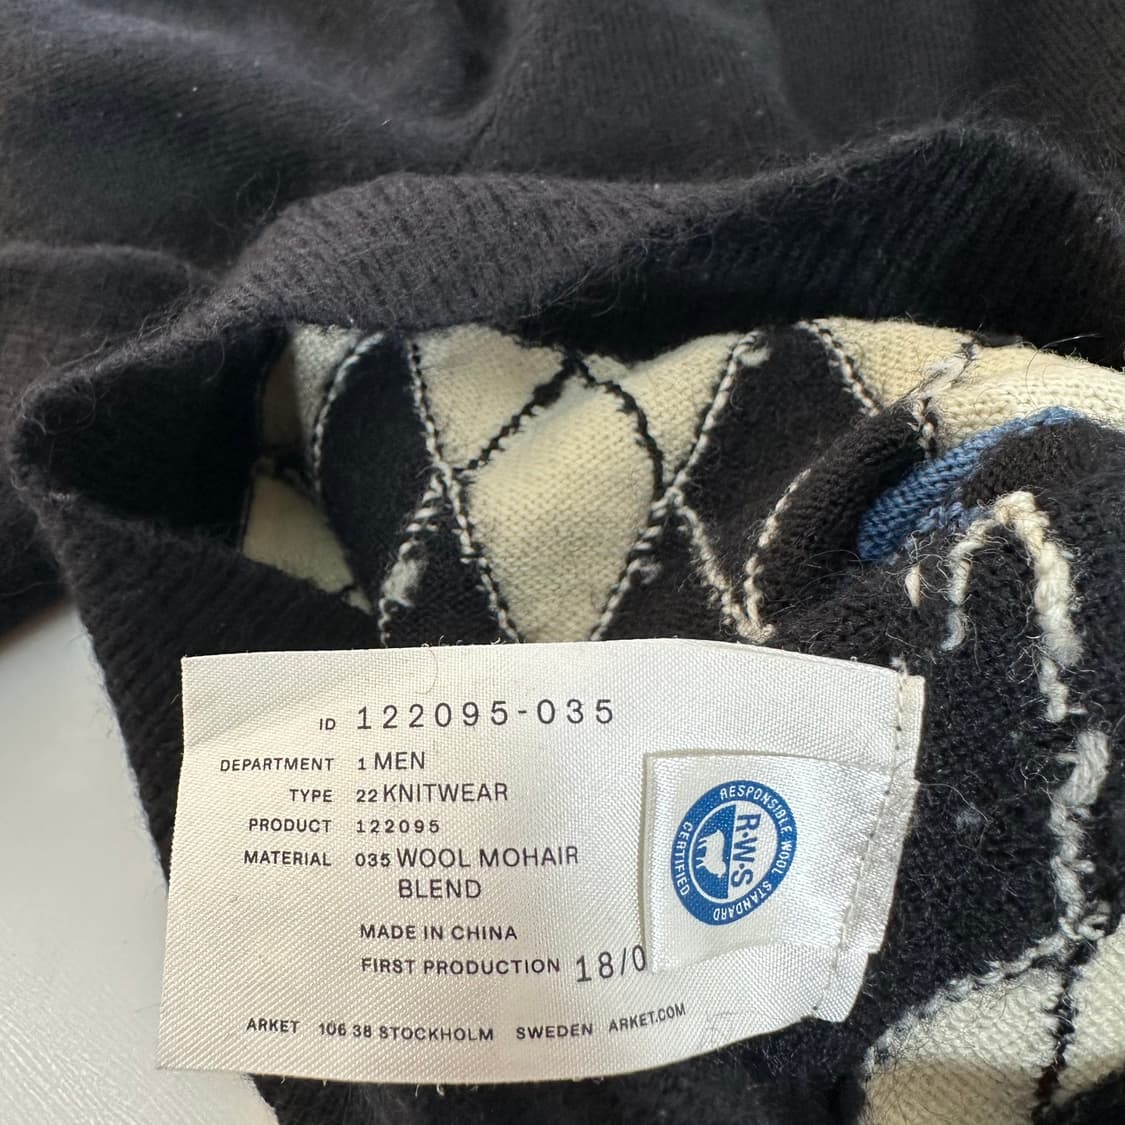 ID 122095-035
DEPARTMENT 1 MEN
TYPE 22 KNITWEAR
PRODUCT 122095
MATERIAL 035 WOOL MOHAIR
BLEND
MADE IN CHINA
FIRST PRODUCTION 18/0
ARKET 106 38 STOCKHOLM SWEDEN ARKET.COM
RESPONSIBLE WOOL STANDARD
R·W·S
CERTIFIED